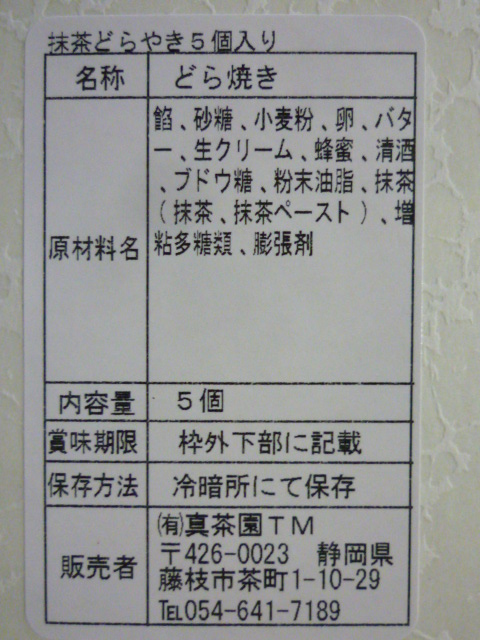 抹茶どらやき5個入り
名称 どら焼き
原材料名
餡、砂糖、小麦粉、卵、バタ
ー、生クリーム、蜂蜜、清酒
、ブドウ糖、粉末油脂、抹茶
(抹茶、抹茶ペースト)、増
粘多糖類、膨張剤
内容量 5個
賞味期限 枠外下部に記載
保存方法 冷暗所にて保存
販売者
㈲真茶園TM
〒426-0023 静岡県
藤枝市茶町1-10-29
℡054-641-7189